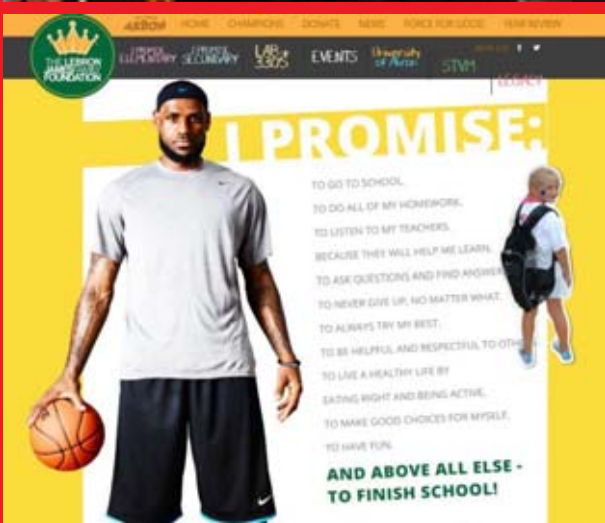 AKRON HOME CHAMPIONS DONATE NEWS FORCE FOR GOOD YEAR REVIEW
THE LEBRON
JAMES FAMILY
FOUNDATION
I PROMISE
ELEMENTARY
I PROMISE
SECONDARY
LAB
330S
EVENTS
University
of Akron
STVM
LEGACY
I PROMISE:
TO GO TO SCHOOL.
TO DO ALL OF MY HOMEWORK.
TO LISTEN TO MY TEACHERS.
BECAUSE THEY WILL HELP ME LEARN.
TO ASK QUESTIONS AND FIND ANSWER
TO NEVER GIVE UP, NO MATTER WHAT.
TO ALWAYS TRY MY BEST.
TO BE HELPFUL AND RESPECTFUL TO OTH
TO LIVE A HEALTHY LIFE BY
EATING RIGHT AND BEING ACTIVE.
TO MAKE GOOD CHOICES FOR MYSELF.
TO HAVE FUN.
AND ABOVE ALL ELSE -
TO FINISH SCHOOL!